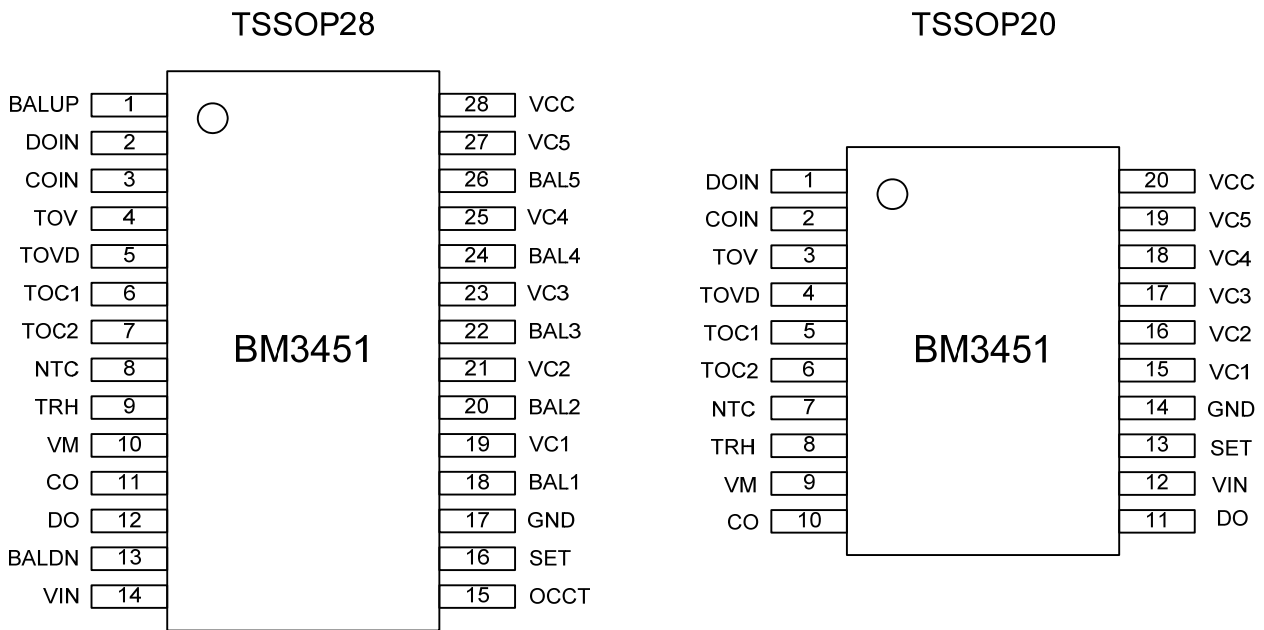 TSSOP28
BALUP 1
DOIN 2
COIN 3
TOV 4
TOVD 5
TOC1 6
TOC2 7
NTC 8
TRH 9
VM 10
CO 11
DO 12
BALDN 13
VIN 14
BM3451
28 VCC
27 VC5
26 BAL5
25 VC4
24 BAL4
23 VC3
22 BAL3
21 VC2
20 BAL2
19 VC1
18 BAL1
17 GND
16 SET
15 OCCT
TSSOP20
DOIN 1
COIN 2
TOV 3
TOVD 4
TOC1 5
TOC2 6
NTC 7
TRH 8
VM 9
CO 10
BM3451
20 VCC
19 VC5
18 VC4
17 VC3
16 VC2
15 VC1
14 GND
13 SET
12 VIN
11 DO